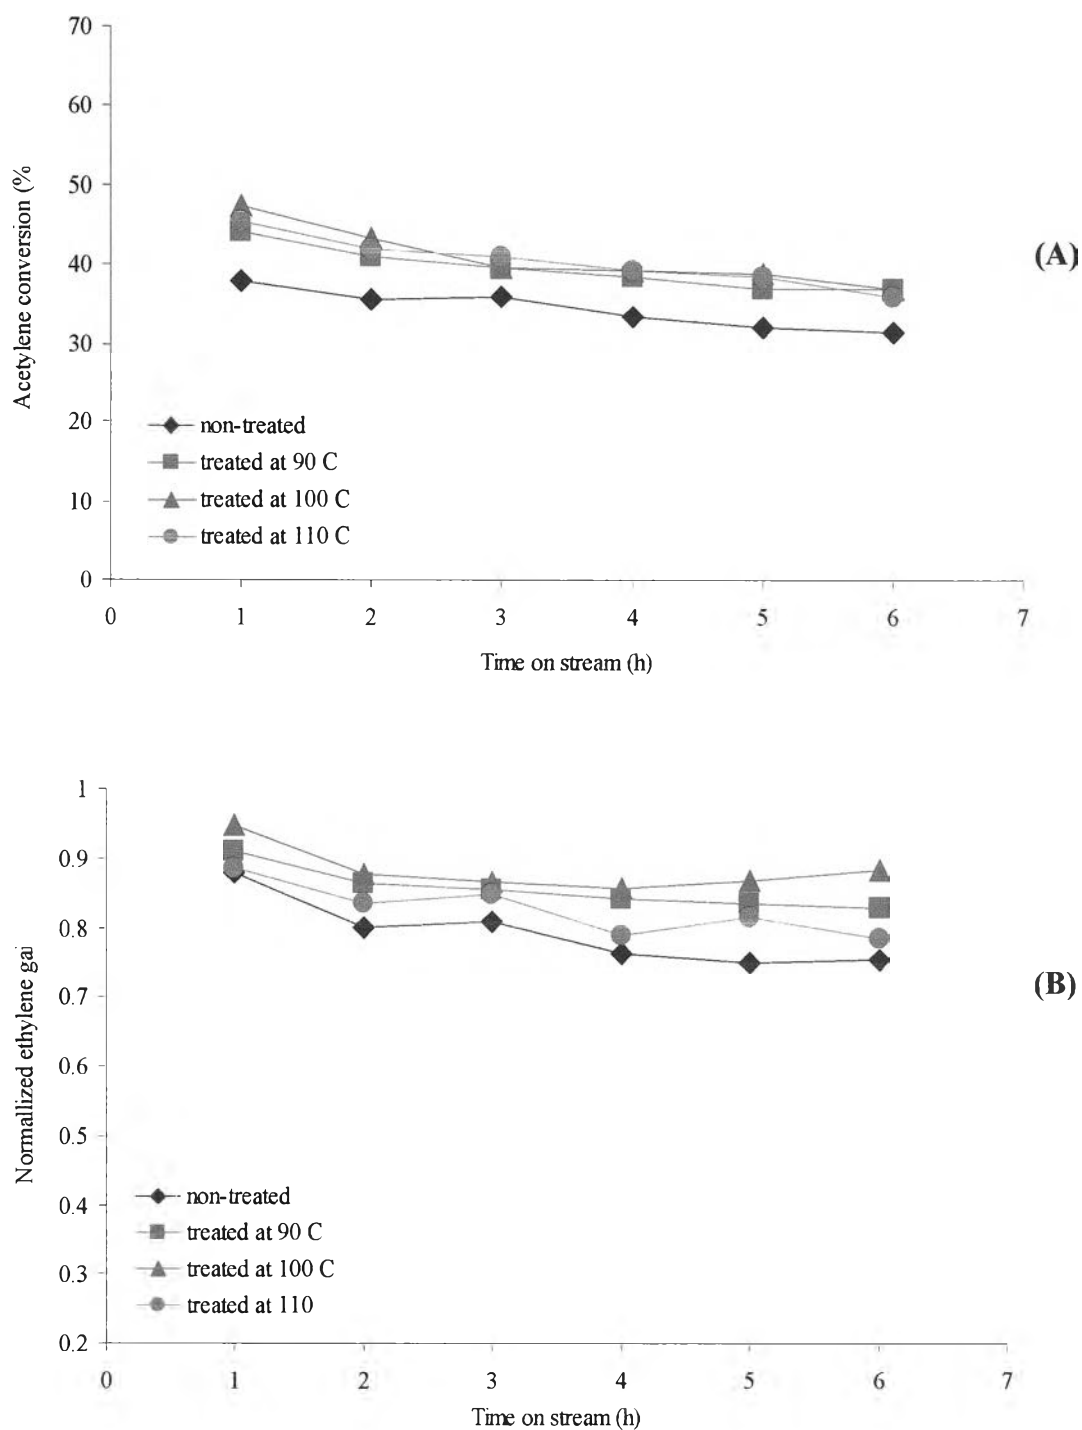 70
60
50
40
30
20
10
0
Acetylene conversion (%
non-treated
treated at 90 C
treated at 100 C
treated at 110 C
0 1 2 3 4 5 6 7
Time on stream (h)
(A)
1
0.9
0.8
0.7
0.6
0.5
0.4
0.3
0.2
Normallized ethylene gai
non-treated
treated at 90 C
treated at 100 C
treated at 110
0 1 2 3 4 5 6 7
Time on stream (h)
(B)